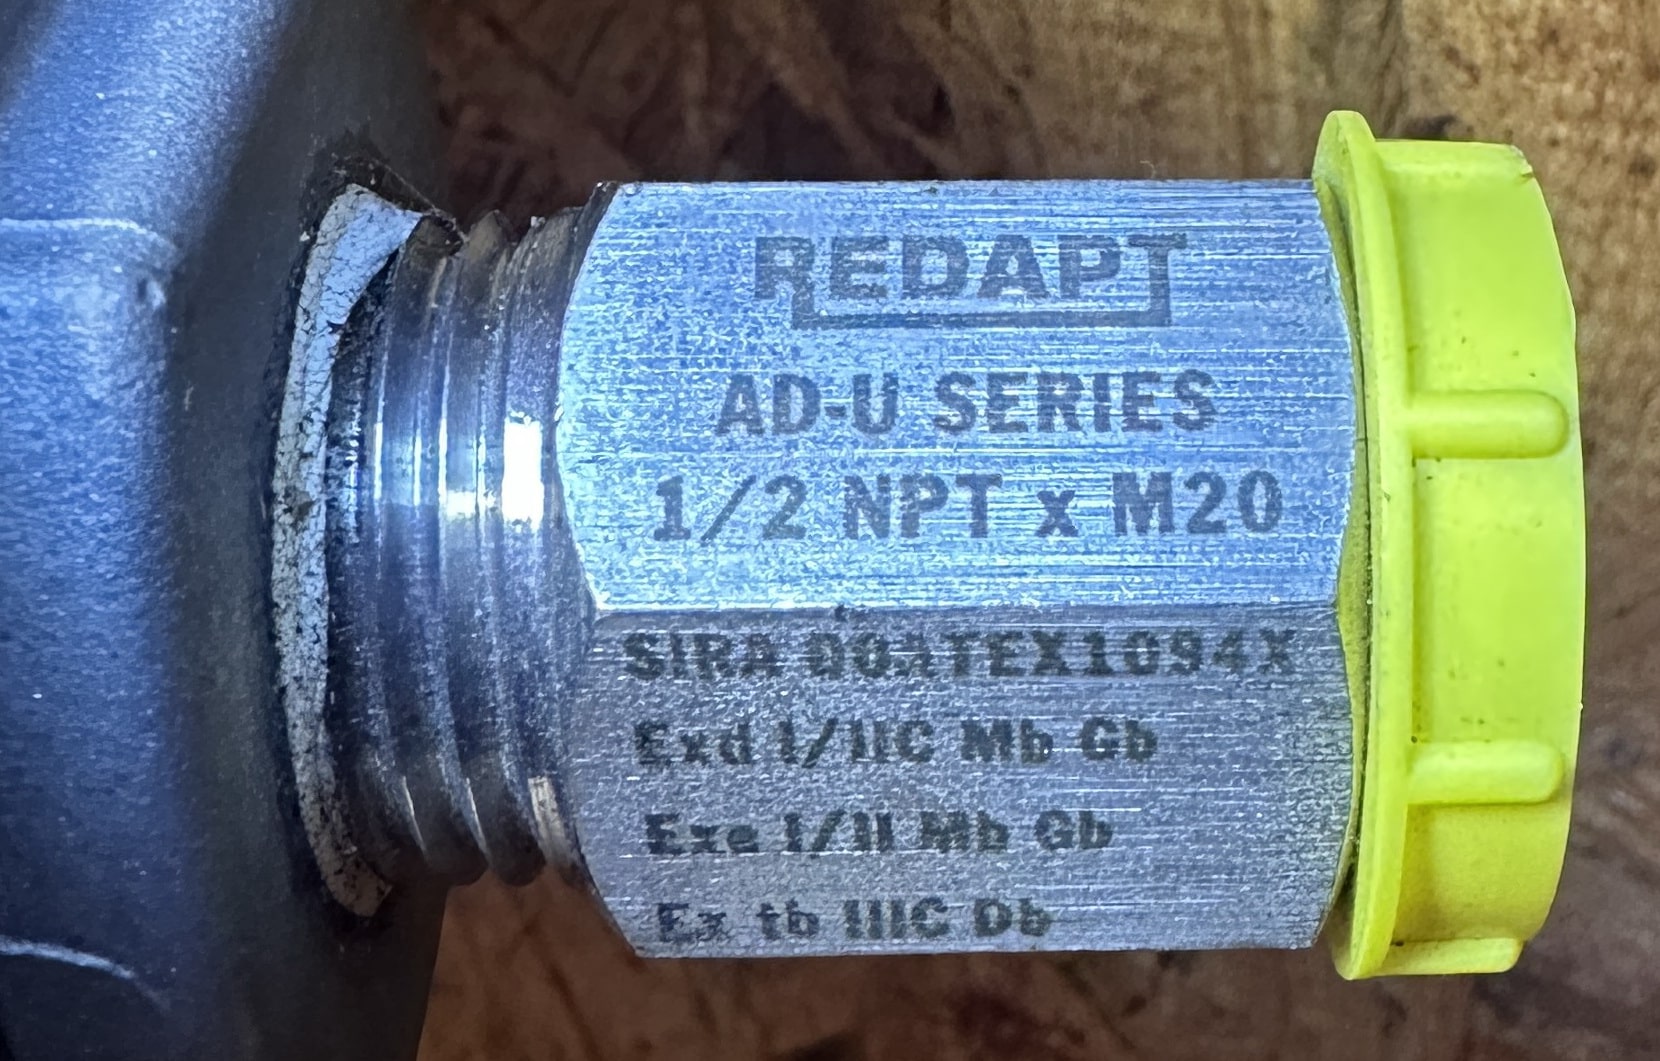 REDAPT
AD-U SERIES
1/2 NPT x M20
SIRA 00ATEX1094X
Exd I/IIC Mb Gb
Exe I/II Mb Gb
Ex tb IIIC Db